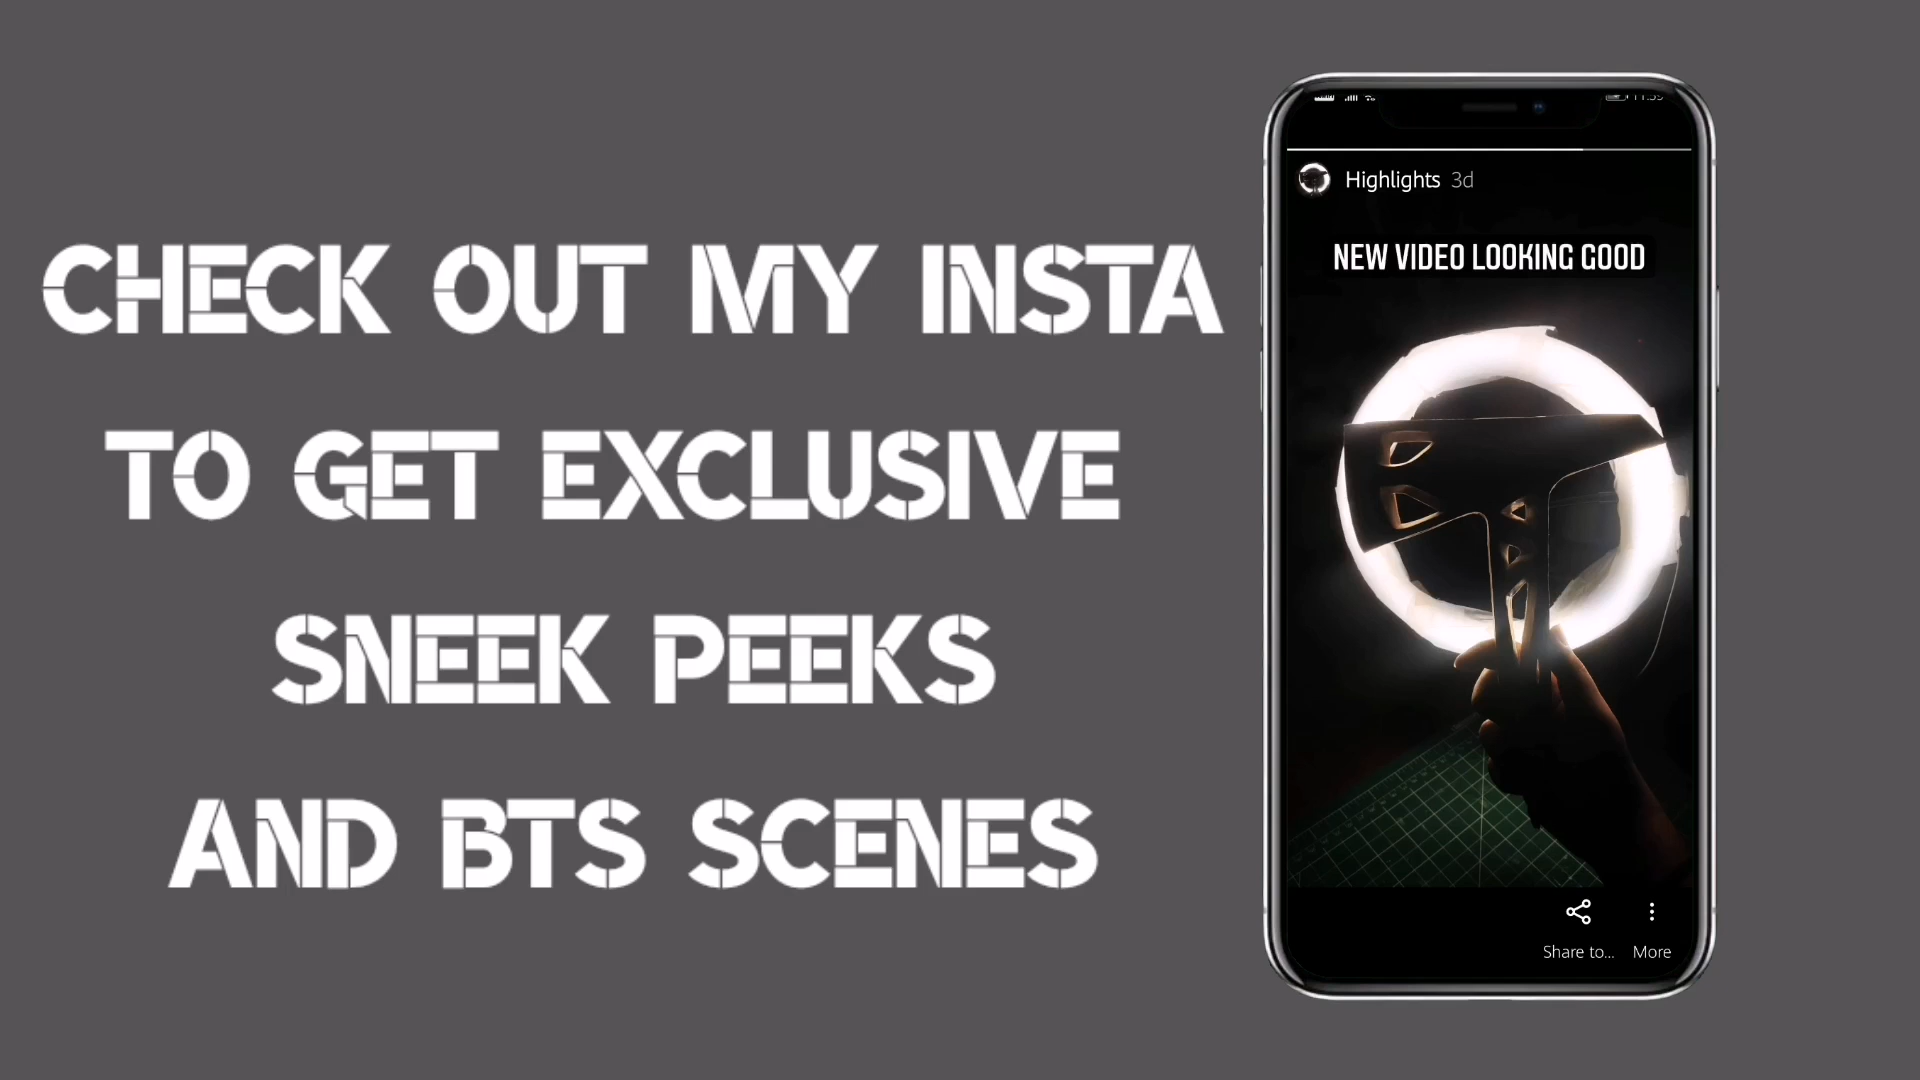 CHECK OUT MY INSTA
TO GET EXCLUSIVE
SNEEK PEEKS
AND BTS SCENES
Highlights 3d
NEW VIDEO LOOKING GOOD
Share to... More